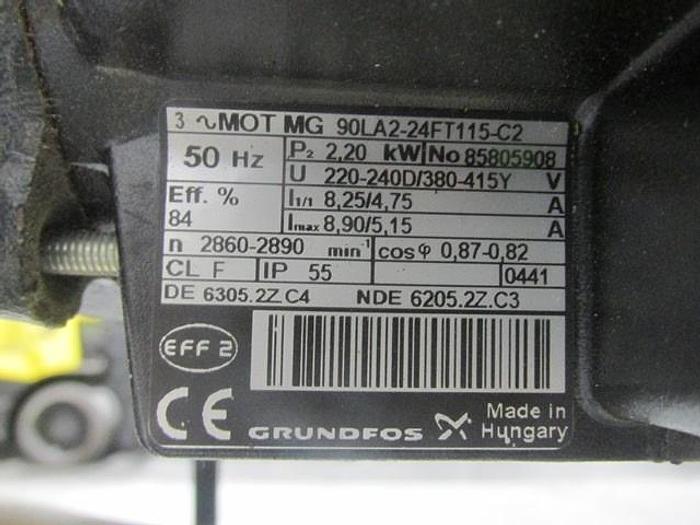 3 ∿MOT MG 90LA2-24FT115-C2
50 Hz P₂ 2,20 kW No 85805908
U 220-240D/380-415Y V
Eff. % I₁/₁ 8,25/4,75 A
84 Imax 8,90/5,15 A
n 2860-2890 min⁻¹ cos φ 0,87-0,82
CL F IP 55 0441
DE 6305.2Z.C4 NDE 6205.2Z.C3
EFF 2
CE GRUNDFOS Made in
Hungary